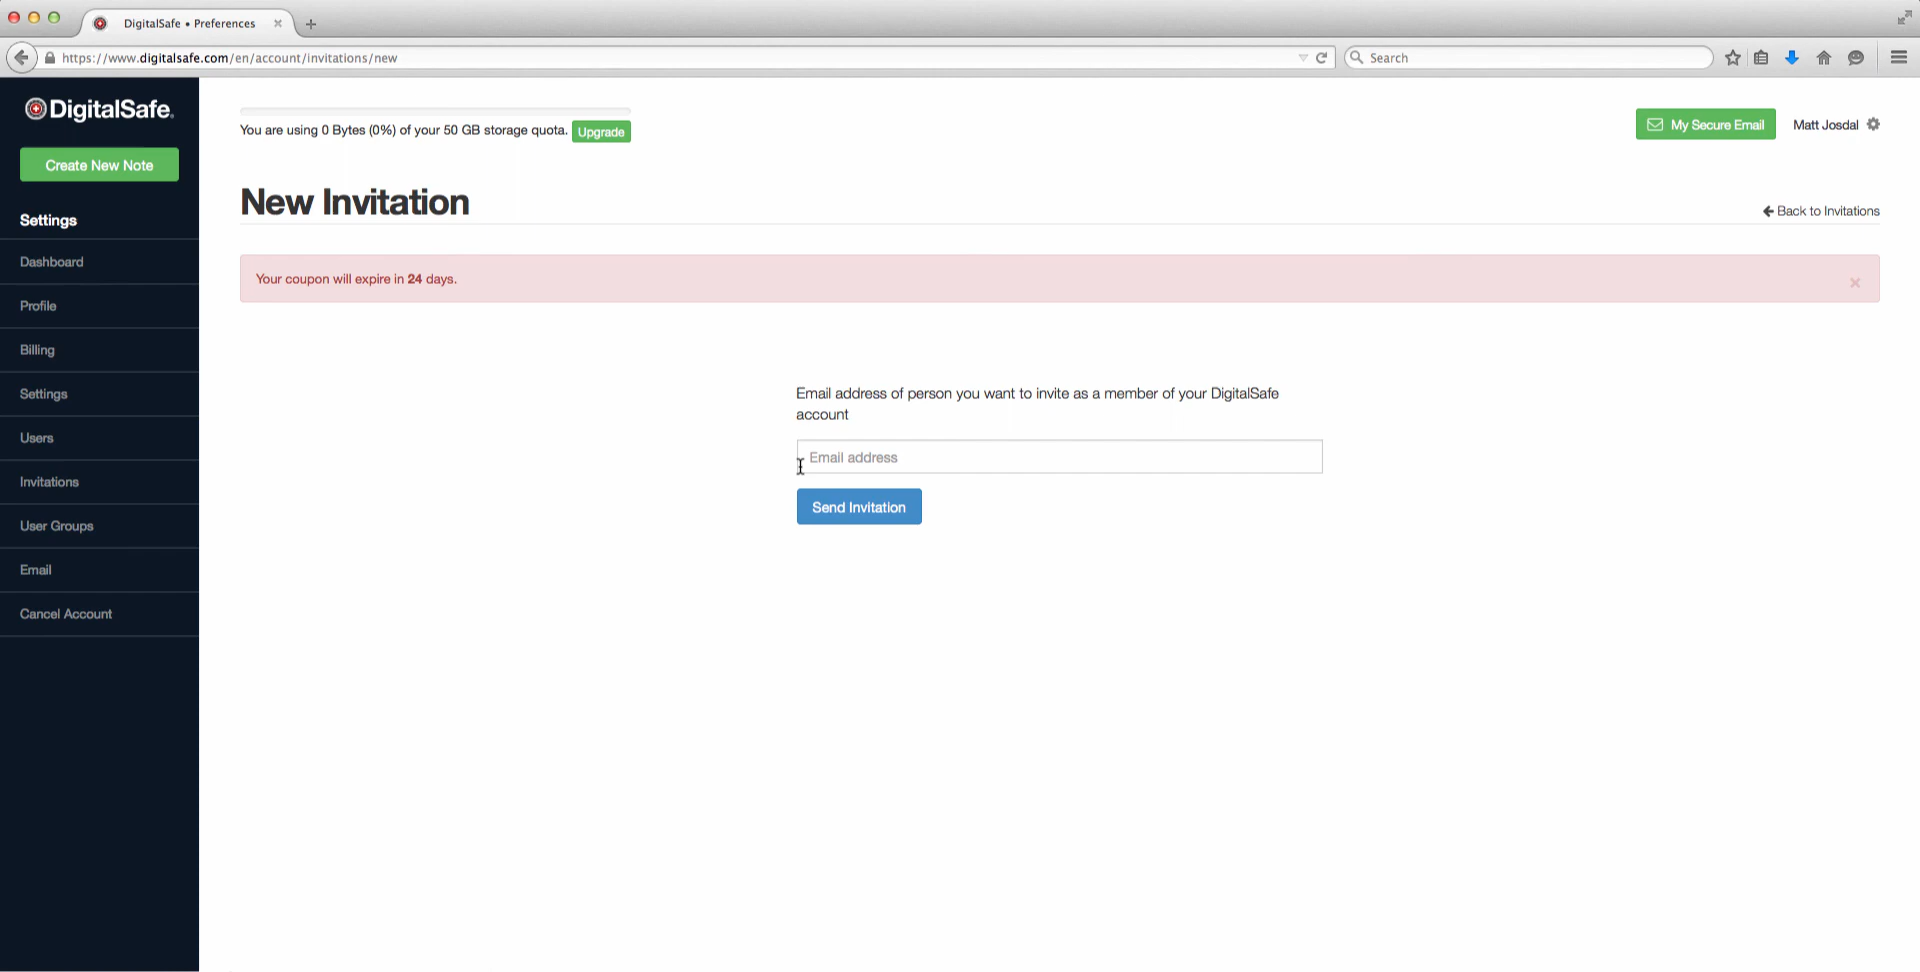 DigitalSafe • Preferences
https://www.digitalsafe.com/en/account/invitations/new
Search
DigitalSafe.
Create New Note
Settings
Dashboard
Profile
Billing
Settings
Users
Invitations
User Groups
Email
Cancel Account
You are using 0 Bytes (0%) of your 50 GB storage quota. Upgrade
My Secure Email
Matt Josdal
New Invitation
Back to Invitations
Your coupon will expire in 24 days.
Email address of person you want to invite as a member of your DigitalSafe
account
Email address
Send Invitation